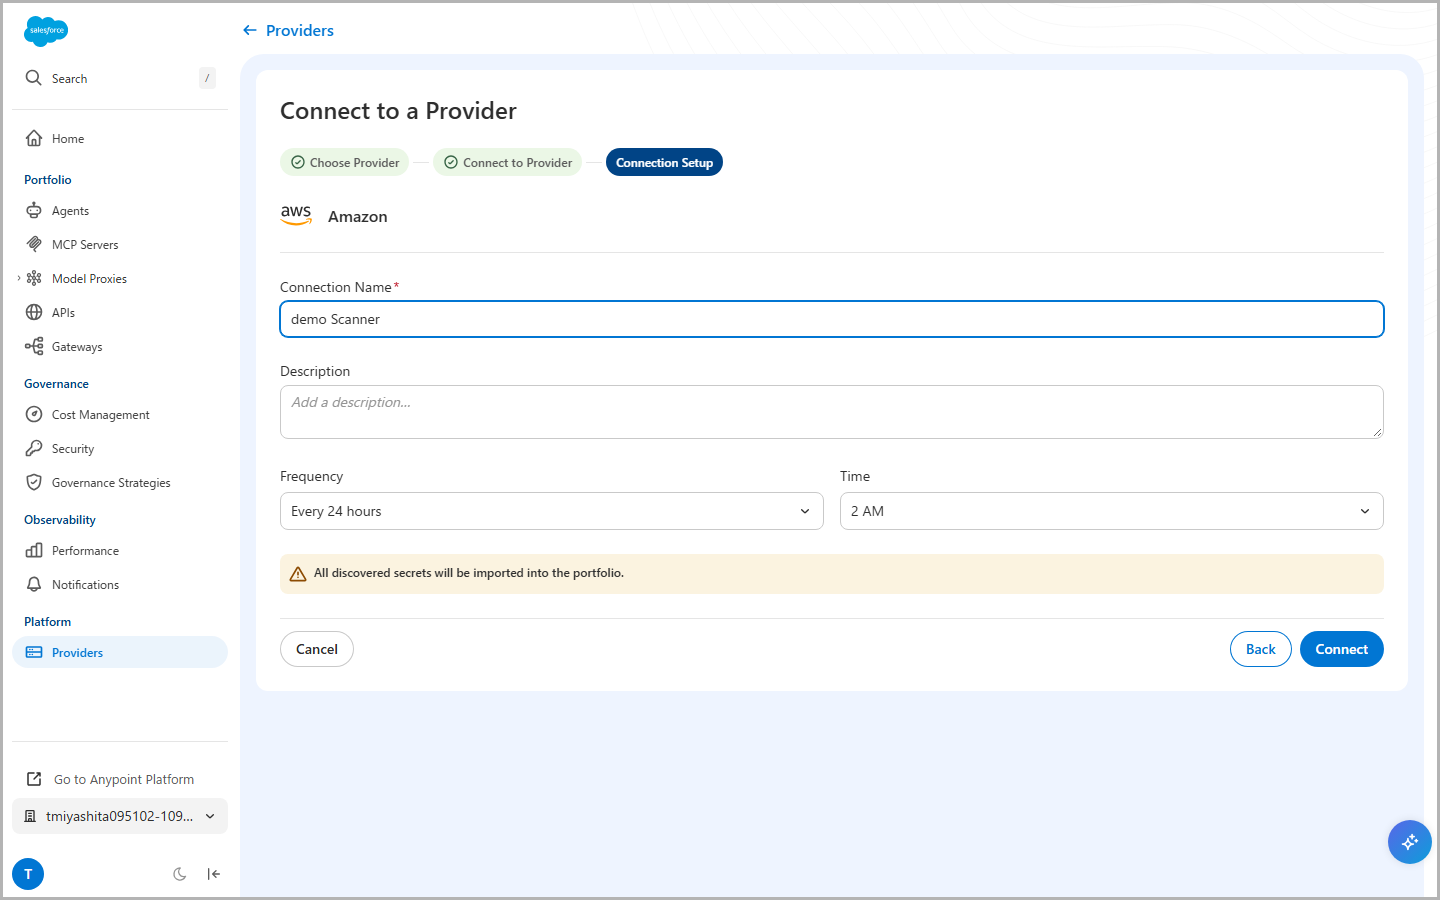 salesforce
Search
/
Home
Portfolio
Agents
MCP Servers
Model Proxies
APIs
Gateways
Governance
Cost Management
Security
Governance Strategies
Observability
Performance
Notifications
Platform
Providers
Go to Anypoint Platform
tmiyashita095102-109...
T
Providers
Connect to a Provider
Choose Provider
Connect to Provider
Connection Setup
aws
Amazon
Connection Name*
demo Scanner
Description
Add a description...
Frequency
Time
Every 24 hours
2 AM
All discovered secrets will be imported into the portfolio.
Cancel
Back
Connect